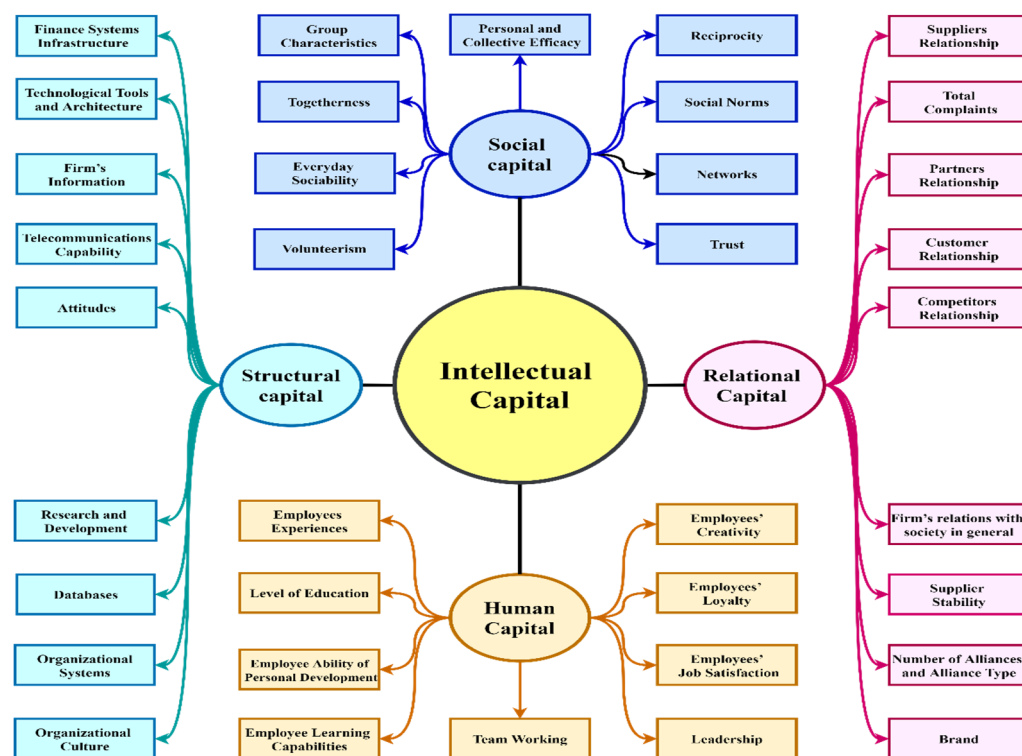 Finance Systems
Infrastructure
Technological Tools
and Architecture
Firm's
Information
Telecommunications
Capability
Attitudes
Group
Characteristics
Togetherness
Everyday
Sociability
Volunteerism
Personal and
Collective Efficacy
Social
capital
Reciprocity
Social Norms
Networks
Trust
Suppliers
Relationship
Total
Complaints
Partners
Relationship
Customer
Relationship
Competitors
Relationship
Structural
capital
Intellectual
Capital
Relational
Capital
Research and
Development
Databases
Organizational
Systems
Organizational
Culture
Employees
Experiences
Level of Education
Employee Ability of
Personal Development
Employee Learning
Capabilities
Human
Capital
Team Working
Employees'
Creativity
Employees'
Loyalty
Employees'
Job Satisfaction
Leadership
Firm's relations with
society in general
Supplier
Stability
Number of Alliances
and Alliance Type
Brand